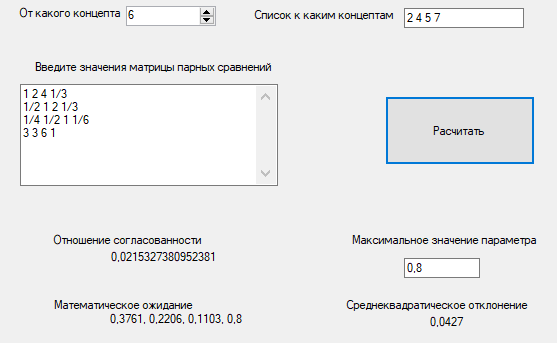 От какого концепта 6 Список к каким концептам 2 4 5 7
Введите значения матрицы парных сравнений
1 2 4 1/3
1/2 1 2 1/3
1/4 1/2 1 1/6
3 3 6 1
Расчитать
Отношение согласованности
0,0215327380952381
Максимальное значение параметра
0,8
Математическое ожидание
0,3761, 0,2206, 0,1103, 0,8
Среднеквадратическое отклонение
0,0427